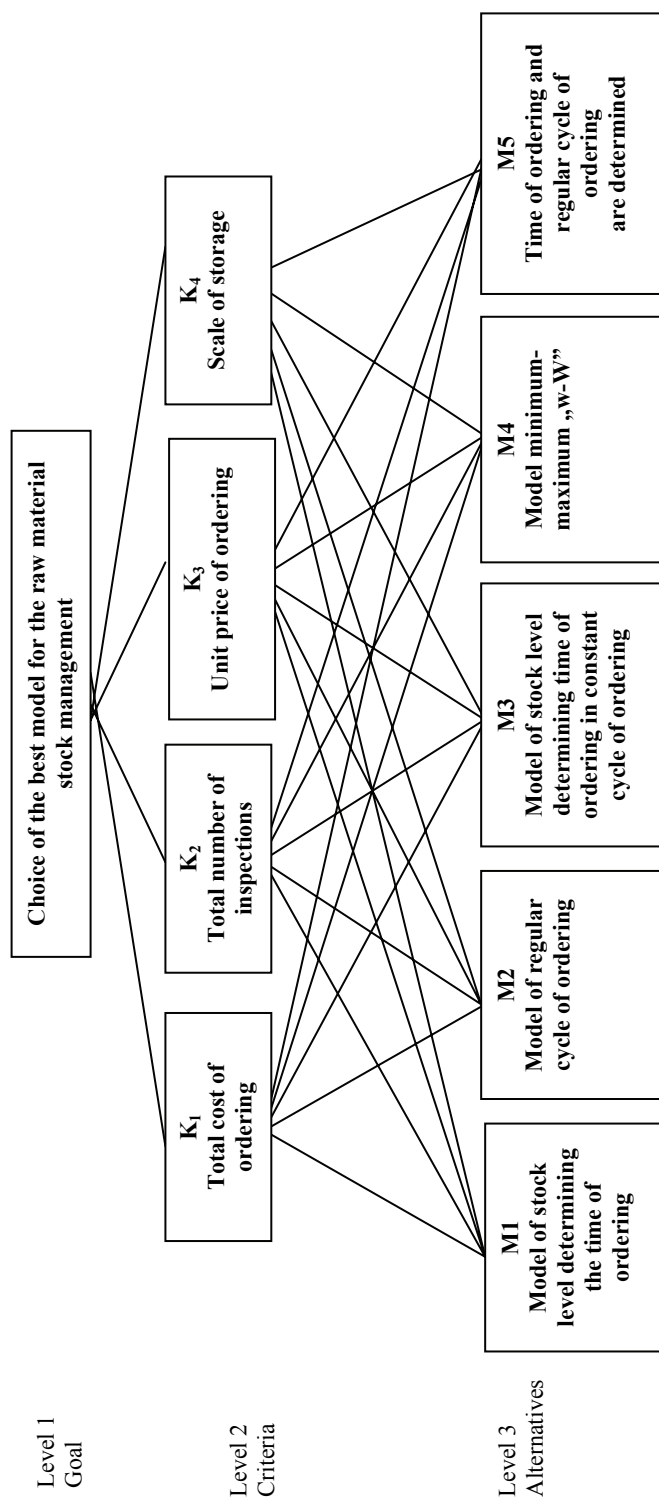 Level 1
Goal
Choice of the best model for the raw material
stock management
Level 2
Criteria
K₁
Total cost of
ordering
K₂
Total number of
inspections
K₃
Unit price of ordering
K₄
Scale of storage
Level 3
Alternatives
M1
Model of stock
level determining
the time of
ordering
M2
Model of regular
cycle of ordering
M3
Model of stock level
determining time of
ordering in constant
cycle of ordering
M4
Model minimum-
maximum „w-W”
M5
Time of ordering and
regular cycle of
ordering
are determined